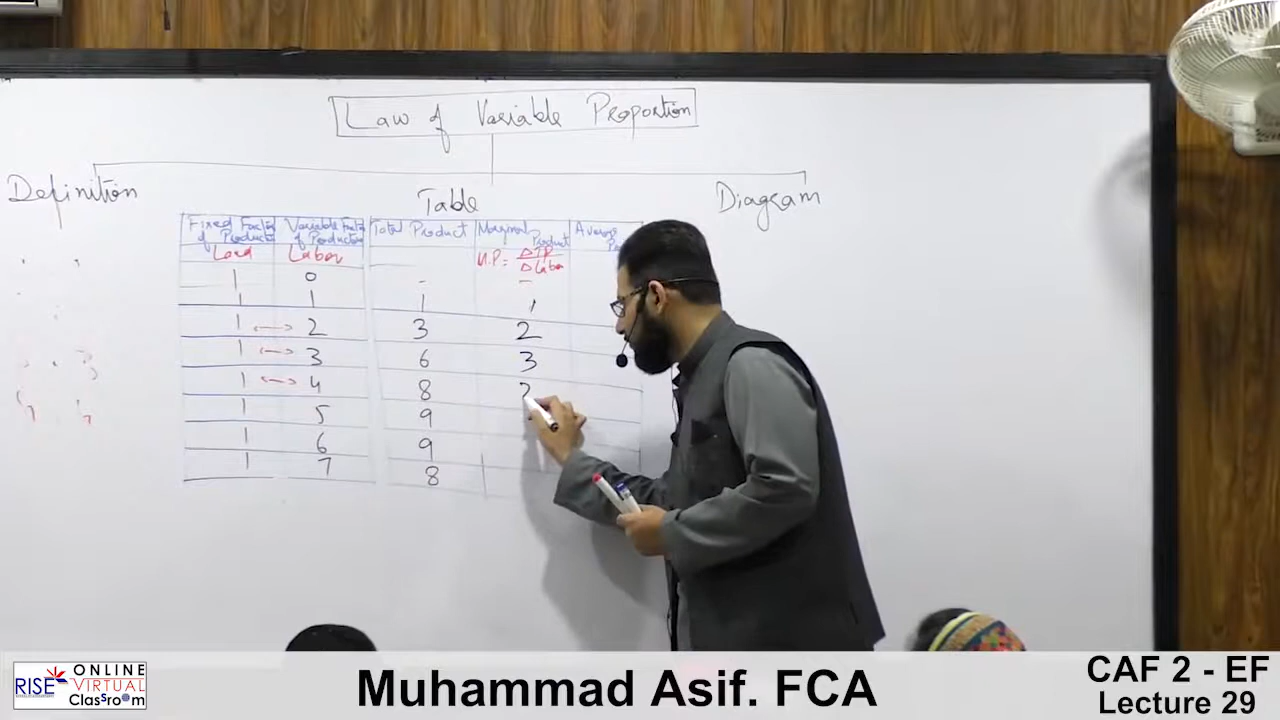 Law of Variable Proportion
Definition
Table
Diagram
Fixed Factor of Production
Variable Factor of Production
Total Product
Marginal Product
Land
Labor
M.P = ΔTP
Δ Labor
1 0 - -
1 1 1 1
1 2 3 2
1 3 6 3
1 4 8 2
1 5 9
1 6 9
1 7 8
RISE ONLINE VIRTUAL Classroom
Muhammad Asif. FCA
CAF 2 - EF
Lecture 29